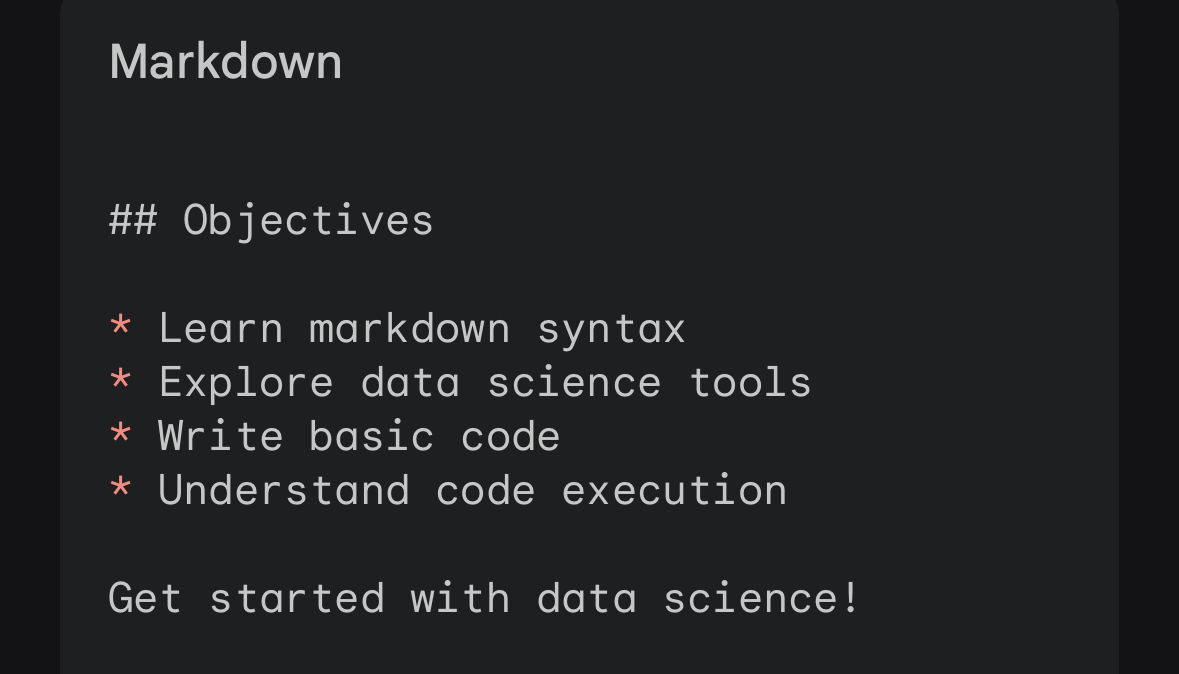 Markdown
## Objectives
* Learn markdown syntax
* Explore data science tools
* Write basic code
* Understand code execution
Get started with data science!